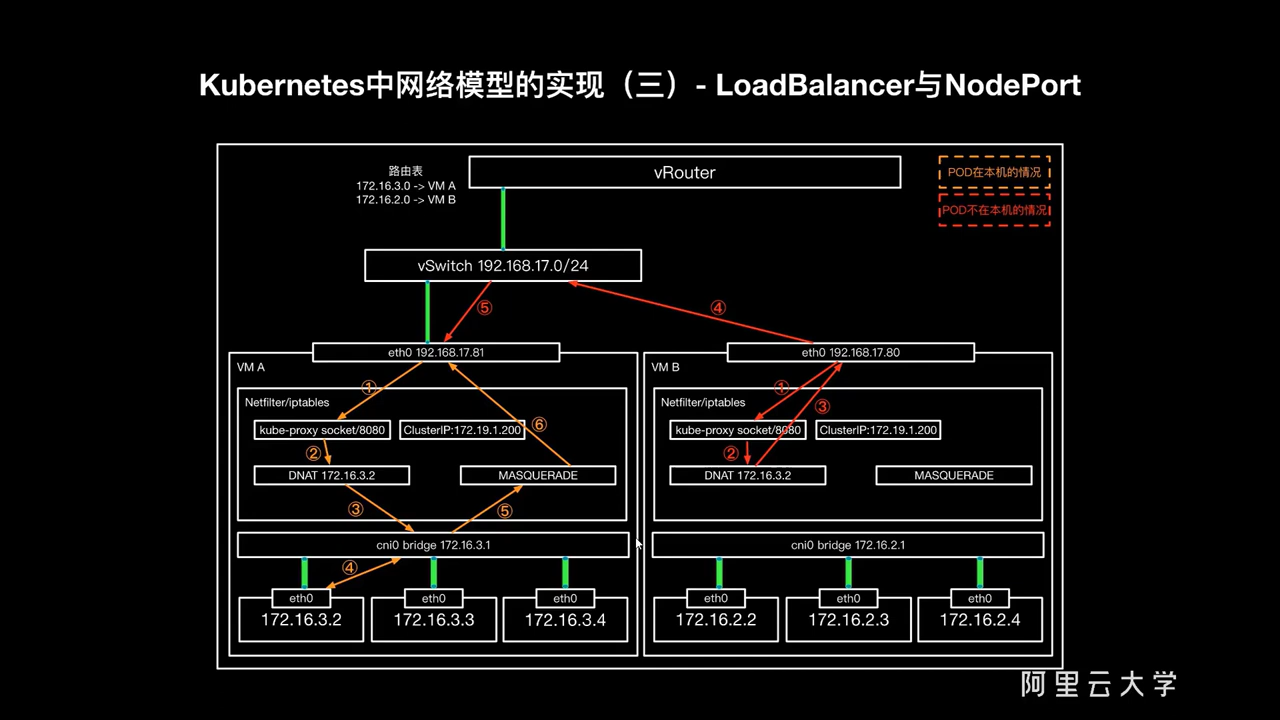 Kubernetes中网络模型的实现（三）- LoadBalancer与NodePort
路由表
172.16.3.0 -> VM A
172.16.2.0 -> VM B
vRouter
POD在本机的情况
POD不在本机的情况
vSwitch 192.168.17.0/24
⑤
④
eth0 192.168.17.81
eth0 192.168.17.80
VM A
①
Netfilter/iptables
kube-proxy socket/8080
ClusterIP:172.19.1.200
⑥
②
DNAT 172.16.3.2
MASQUERADE
③
⑤
cni0 bridge 172.16.3.1
④
eth0
eth0
eth0
172.16.3.2
172.16.3.3
172.16.3.4
VM B
①
Netfilter/iptables
③
kube-proxy socket/8080
ClusterIP:172.19.1.200
②
DNAT 172.16.3.2
MASQUERADE
cni0 bridge 172.16.2.1
eth0
eth0
eth0
172.16.2.2
172.16.2.3
172.16.2.4
阿里云大学